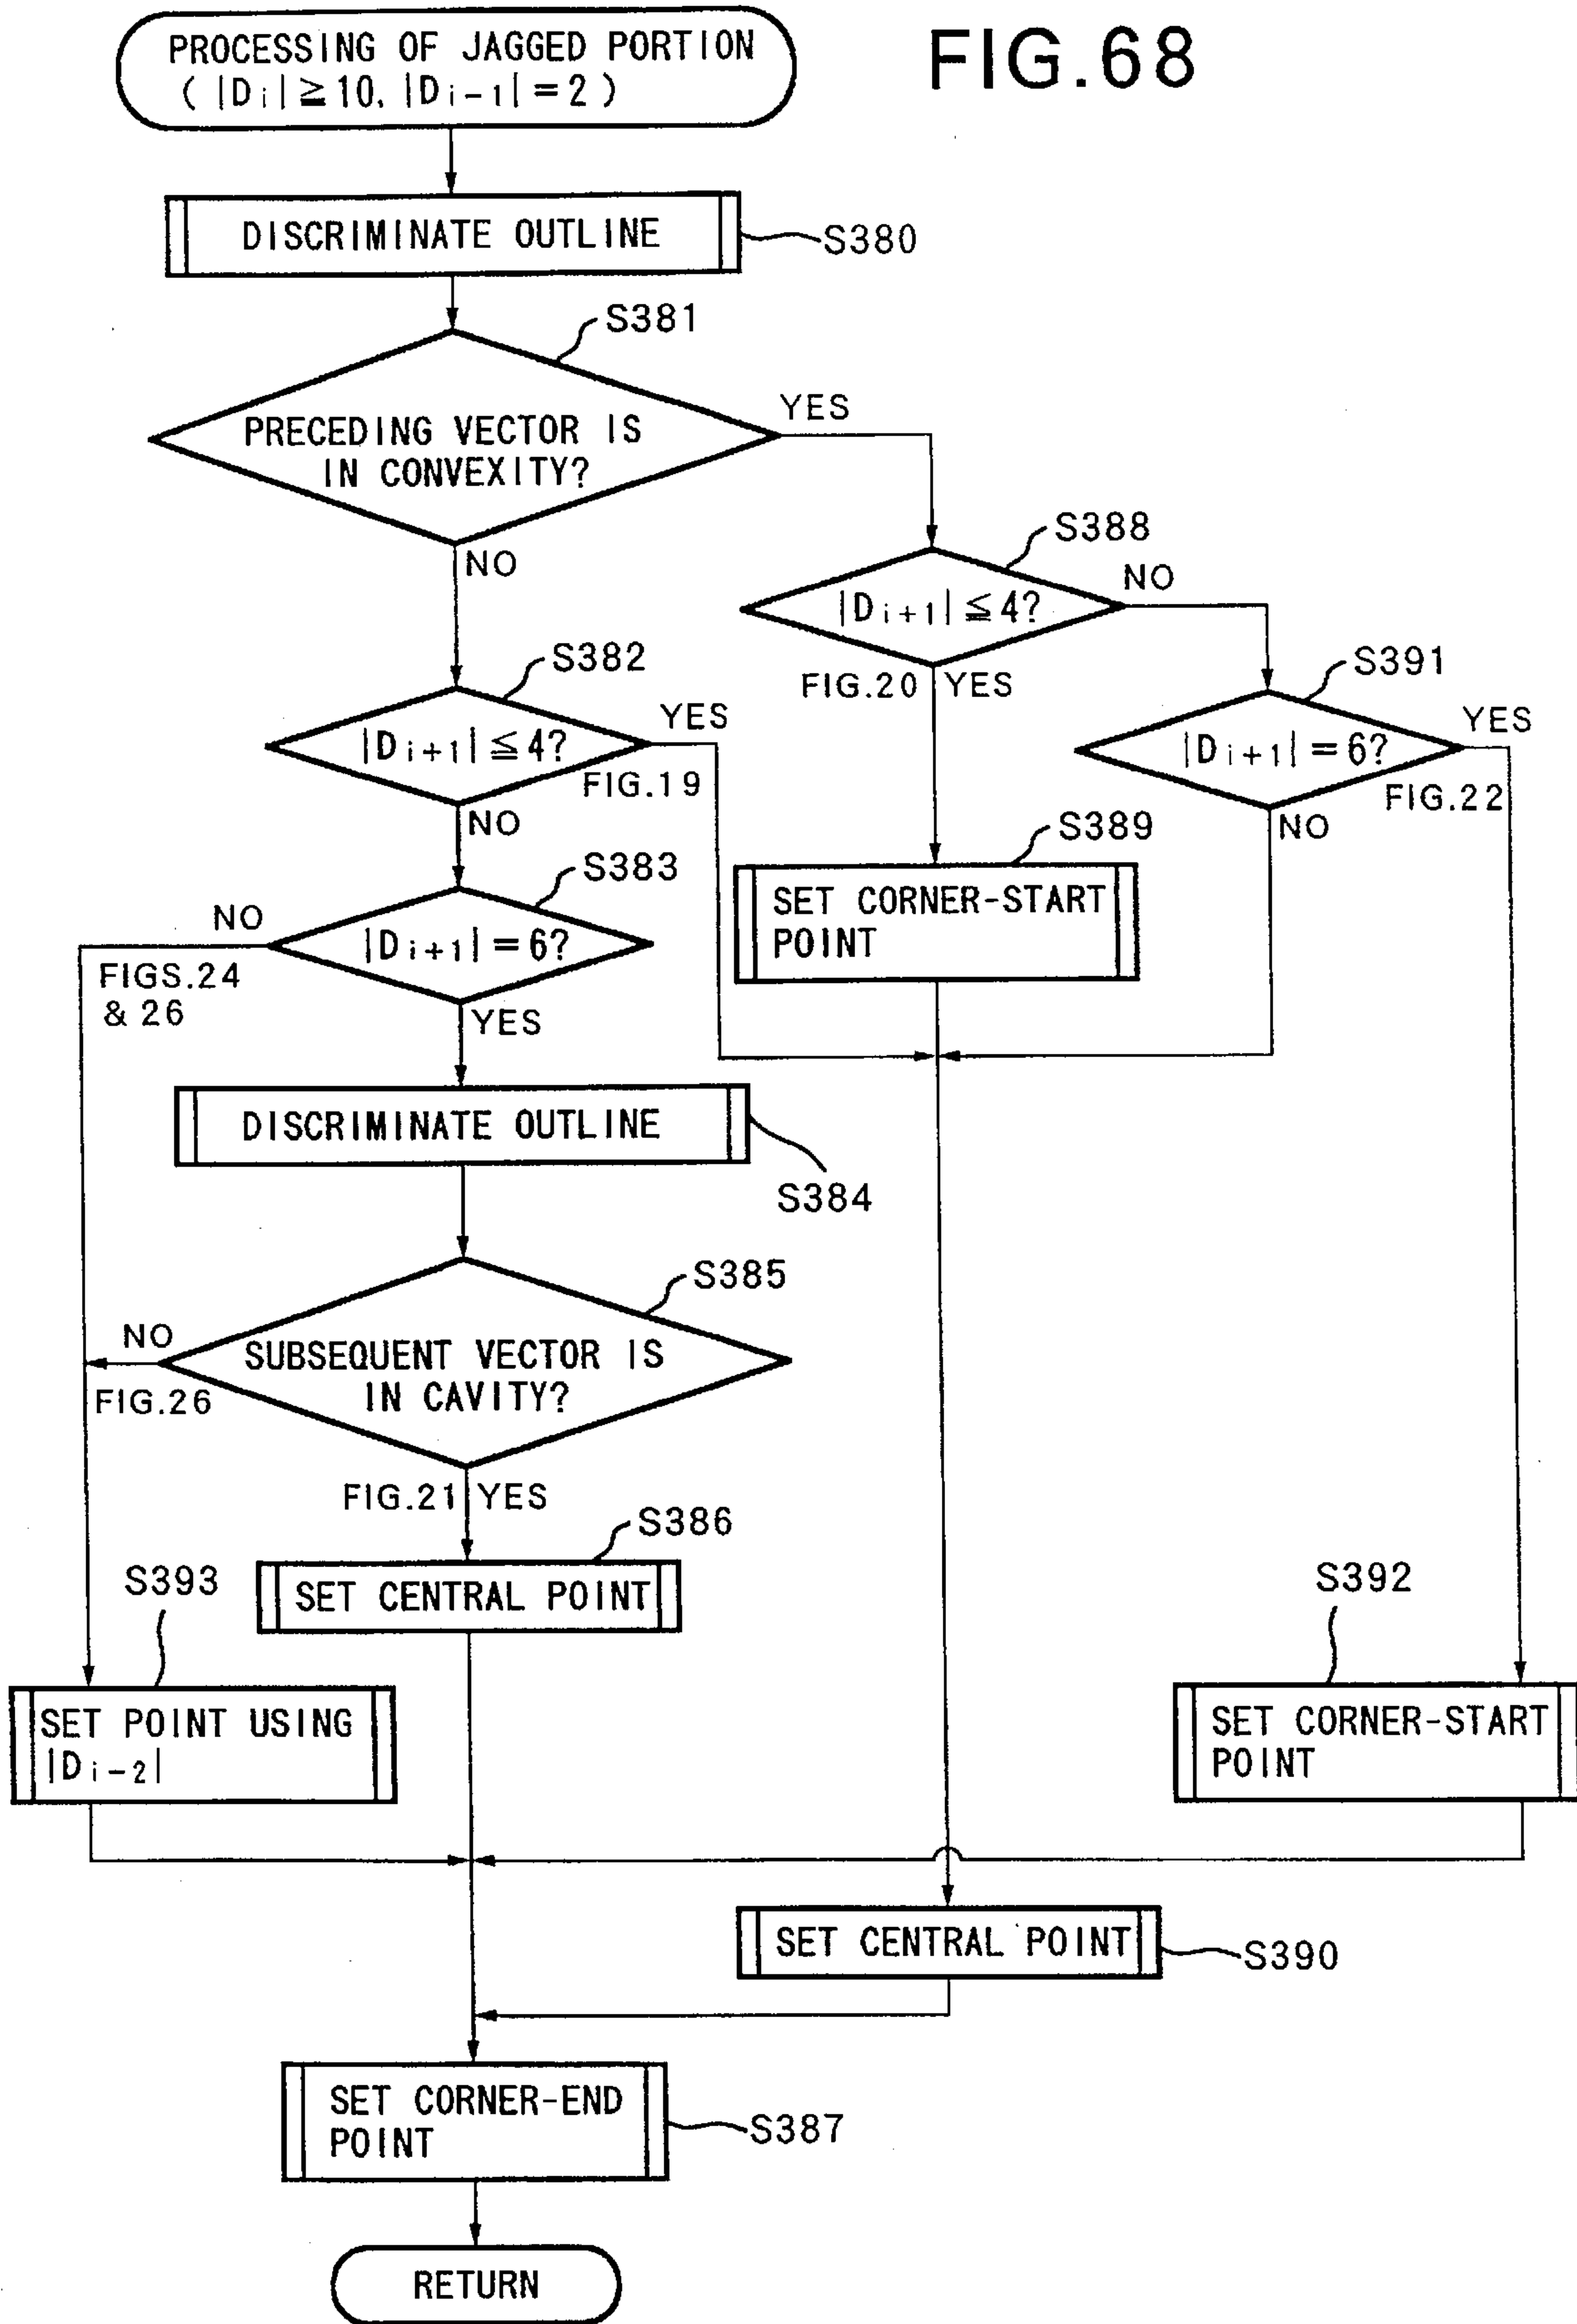 FIG.68
PROCESSING OF JAGGED PORTION
( |Di| ≧ 10, |Di-1| = 2 )
DISCRIMINATE OUTLINE
S380
S381
PRECEDING VECTOR IS
IN CONVEXITY?
YES
NO
S388
|Di+1| ≦ 4?
NO
FIG.20 YES
S382
|Di+1| ≦ 4?
YES
FIG.19
NO
S391
|Di+1| = 6?
YES
FIG.22
NO
S389
SET CORNER-START
POINT
S383
|Di+1| = 6?
NO
FIGS.24
& 26
YES
DISCRIMINATE OUTLINE
S384
S385
SUBSEQUENT VECTOR IS
IN CAVITY?
NO
FIG.26
FIG.21 YES
S386
SET CENTRAL POINT
S393
SET POINT USING
|Di-2|
S392
SET CORNER-START
POINT
SET CENTRAL POINT
S390
SET CORNER-END
POINT
S387
RETURN